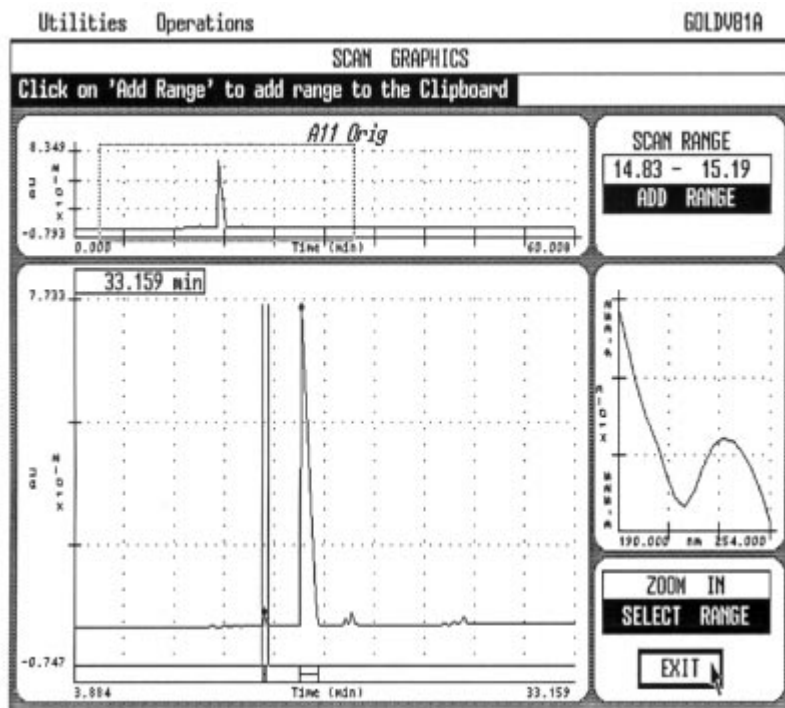 Utilities Operations GOLDV81A
SCAN GRAPHICS
Click on 'Add Range' to add range to the Clipboard
A11 Orig
8.349
-0.793
0.000 Time (min) 60.000
SCAN RANGE
14.83 - 15.19
ADD RANGE
33.159 min
7.733
-0.747
3.884 Time (min) 33.159
190.000 nm 254.000
ZOOM IN
SELECT RANGE
EXIT